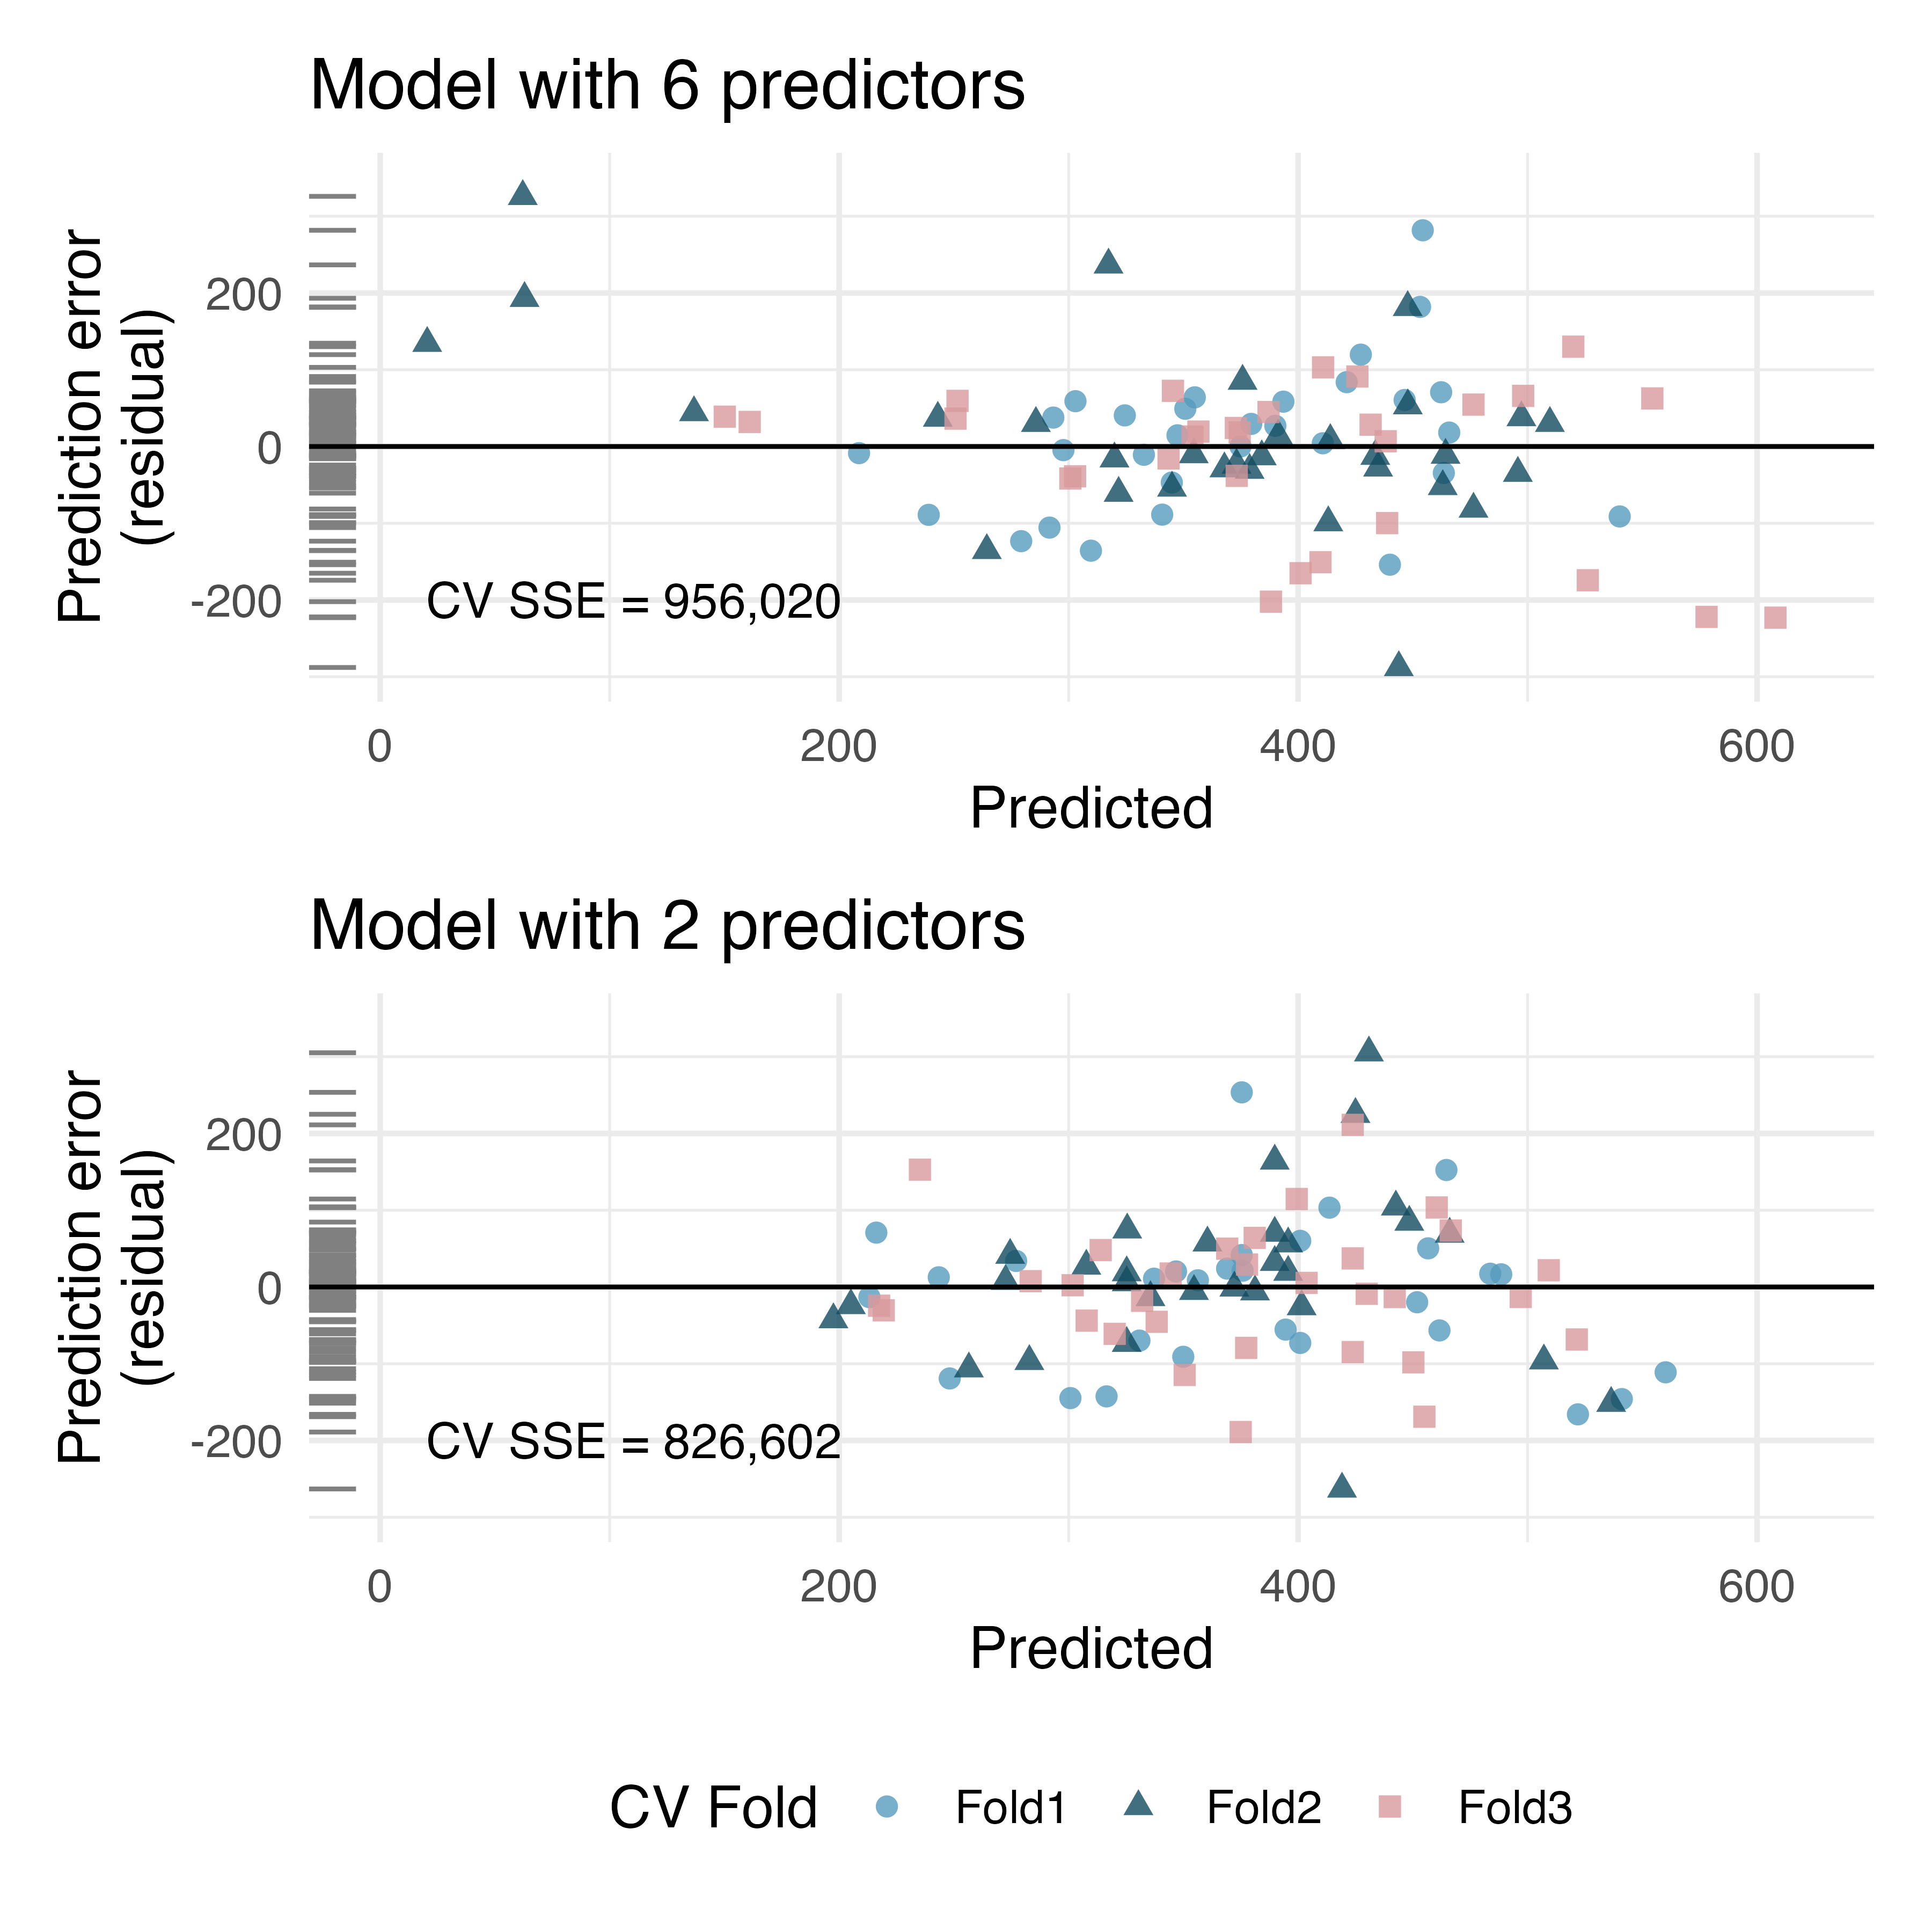 Model with 6 predictors
Prediction error
(residual)
200
0
-200
CV SSE = 956,020
0 200 400 600
Predicted
Model with 2 predictors
Prediction error
(residual)
200
0
-200
CV SSE = 826,602
0 200 400 600
Predicted
CV Fold Fold1 Fold2 Fold3